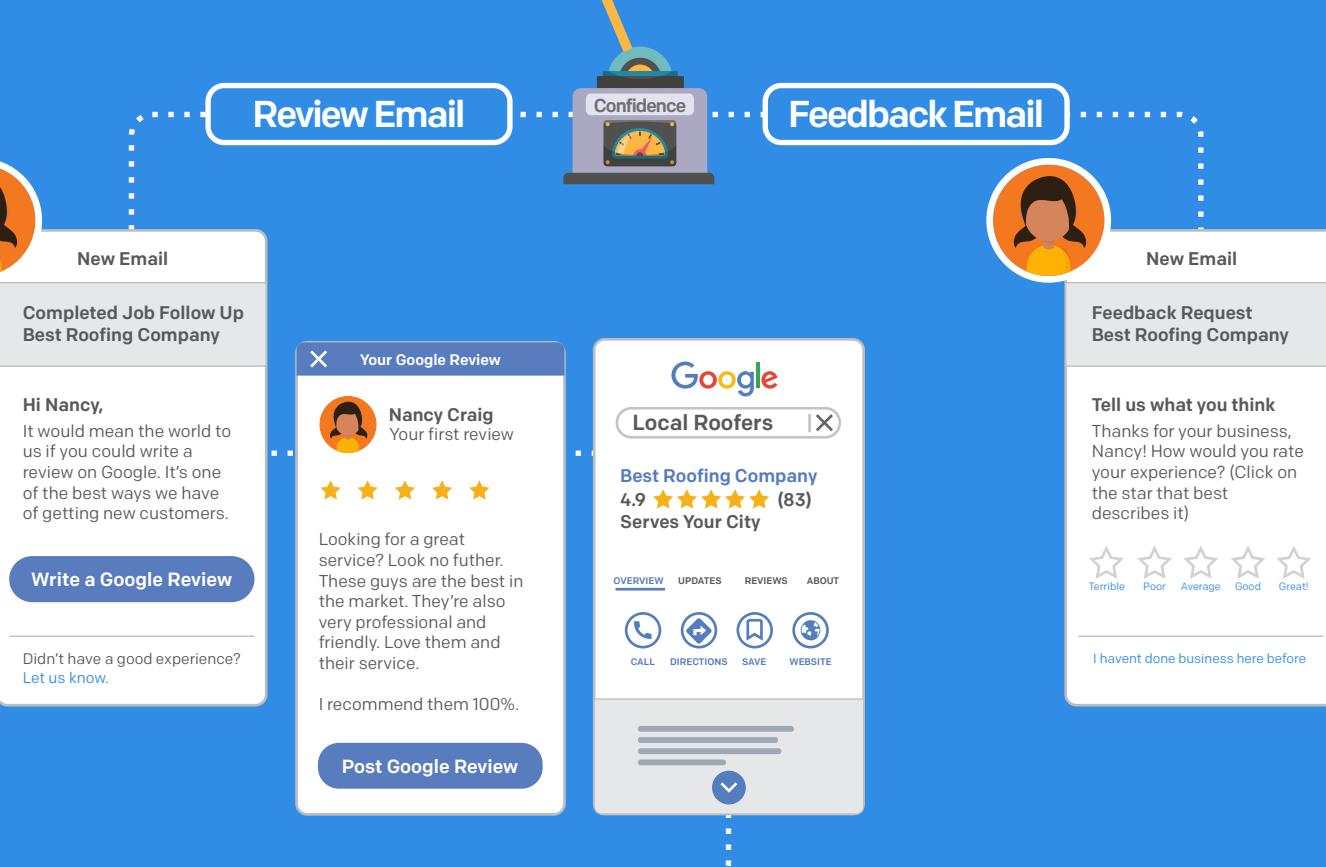 Review Email
Confidence
Feedback Email
New Email
Completed Job Follow Up
Best Roofing Company
Hi Nancy,
It would mean the world to
us if you could write a
review on Google. It's one
of the best ways we have
of getting new customers.
Write a Google Review
Didn't have a good experience?
Let us know.
Your Google Review
Nancy Craig
Your first review
Looking for a great
service? Look no futher.
These guys are the best in
the market. They're also
very professional and
friendly. Love them and
their service.
I recommend them 100%.
Post Google Review
Google
Local Roofers
Best Roofing Company
4.9 (83)
Serves Your City
OVERVIEW UPDATES REVIEWS ABOUT
CALL DIRECTIONS SAVE WEBSITE
New Email
Feedback Request
Best Roofing Company
Tell us what you think
Thanks for your business,
Nancy! How would you rate
your experience? (Click on
the star that best
describes it)
Terrible Poor Average Good Great!
I havent done business here before